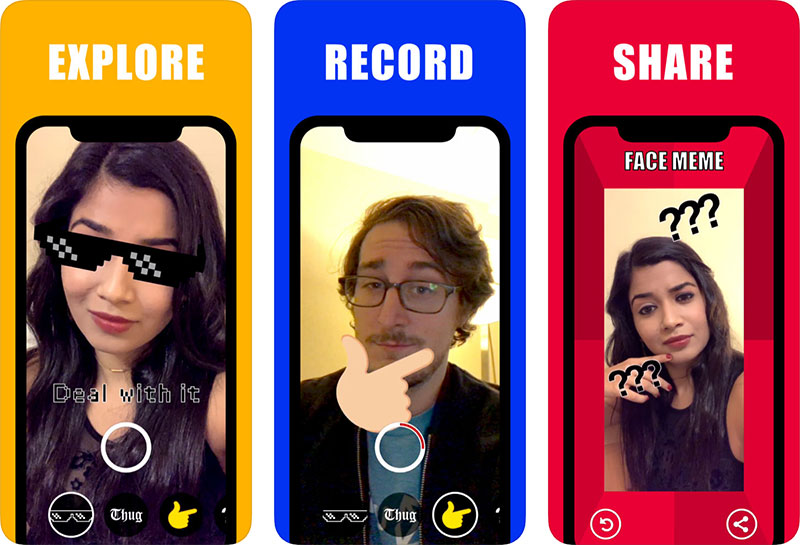 EXPLORE
Deal with it
Thug
?
RECORD
Thug
?
SHARE
FACE MEME
???
???